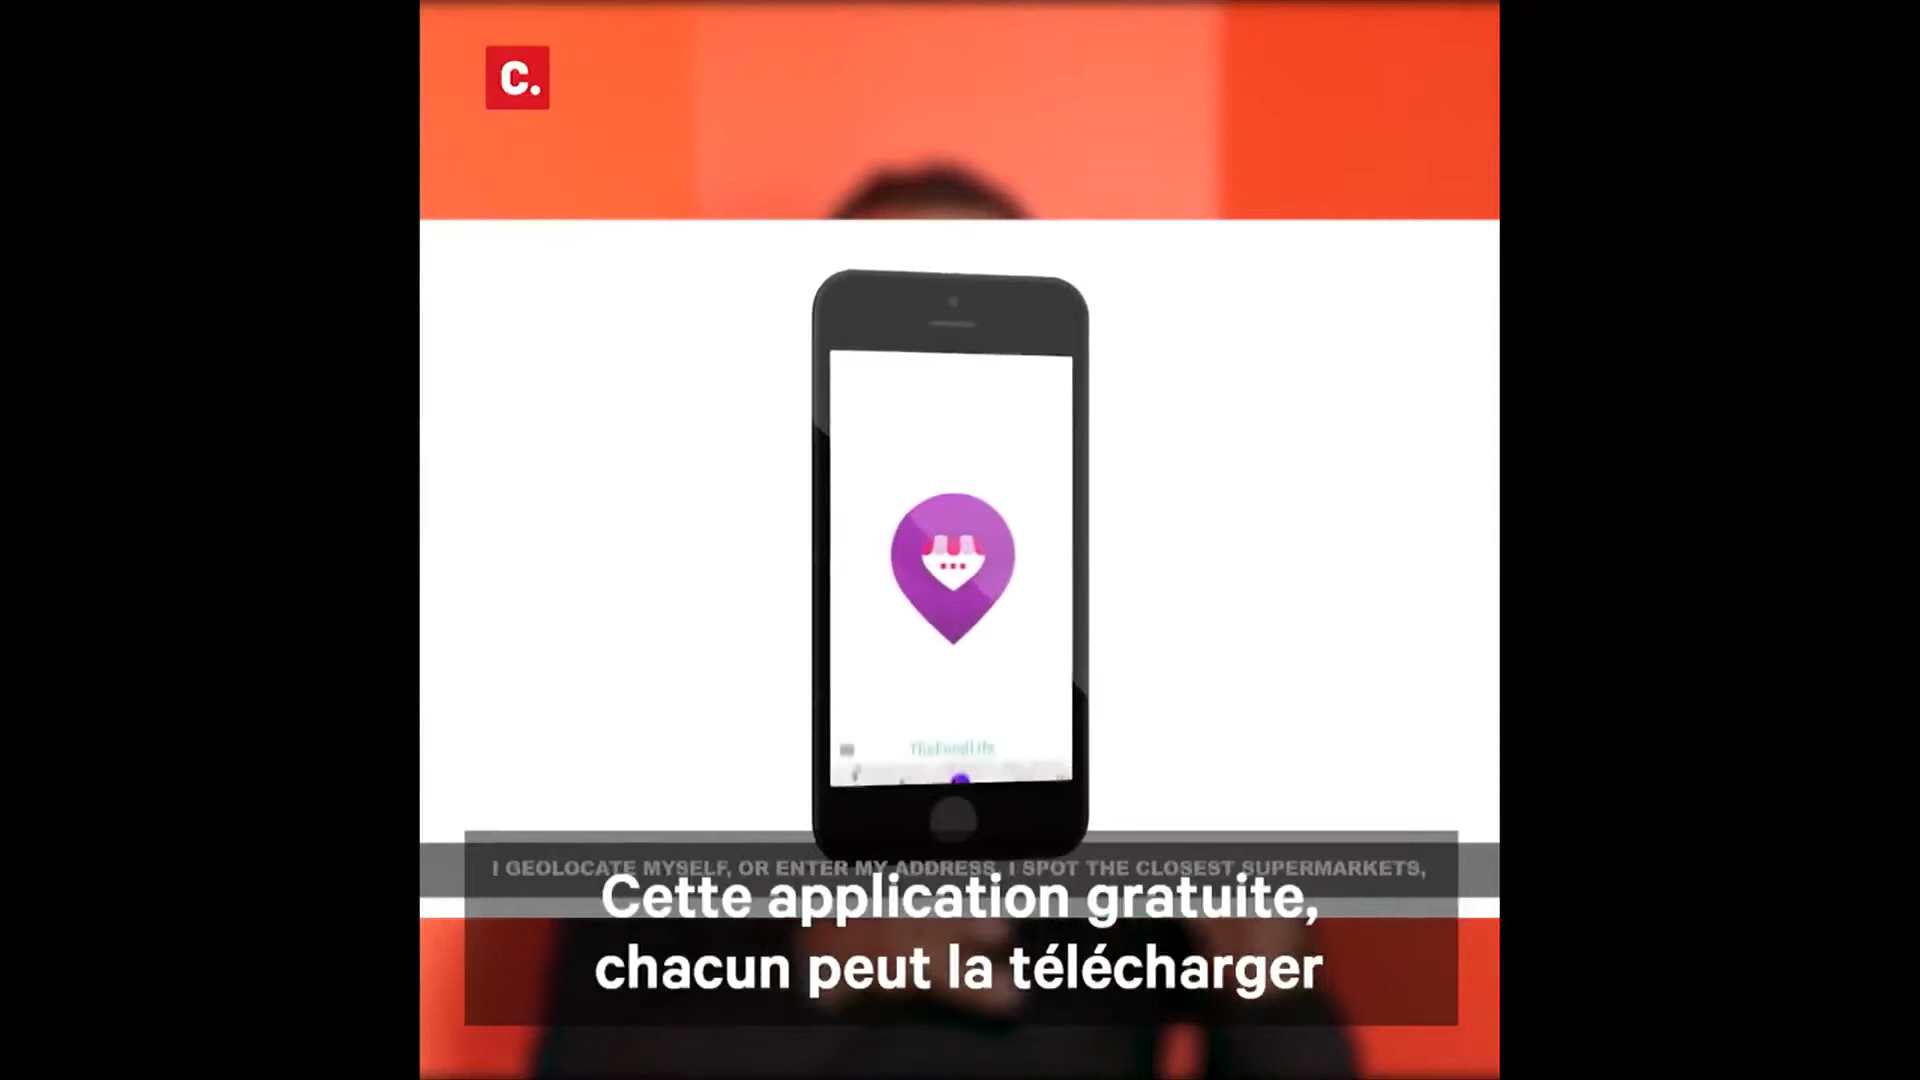 C.
I GEOLOCATE MYSELF, OR ENTER MY ADDRESS. I SPOT THE CLOSEST SUPERMARKETS,
Cette application gratuite,
chacun peut la télécharger